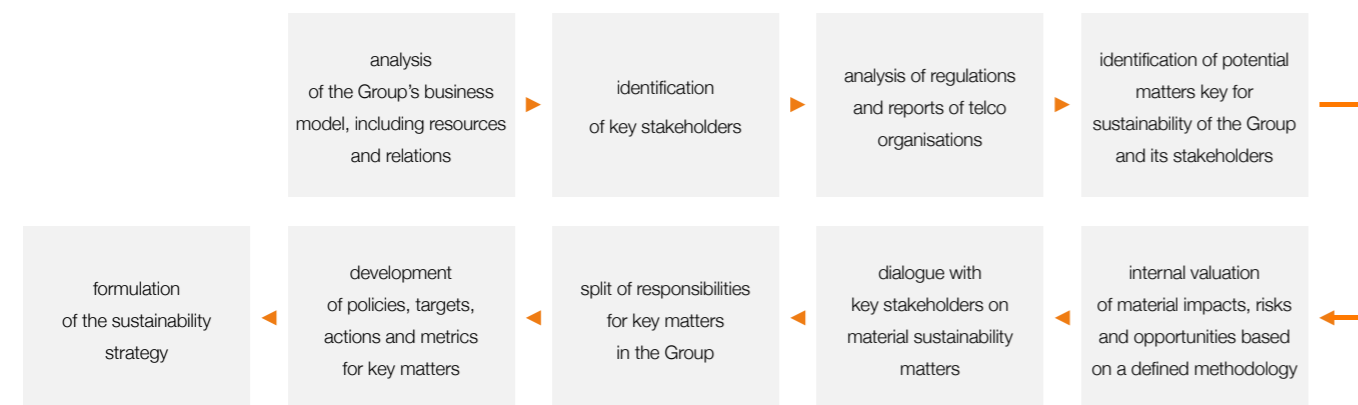 analysis
of the Group's business
model, including resources
and relations
identification
of key stakeholders
analysis of regulations
and reports of telco
organisations
identification of potential
matters key for
sustainability of the Group
and its stakeholders
internal valuation
of material impacts, risks
and opportunities based
on a defined methodology
dialogue with
key stakeholders on
material sustainability
matters
split of responsibilities
for key matters
in the Group
development
of policies, targets,
actions and metrics
for key matters
formulation
of the sustainability
strategy